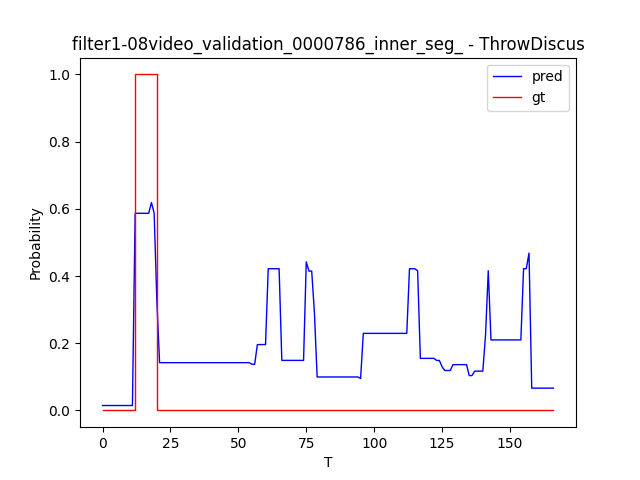 filter1-08video_validation_0000786_inner_seg_ - ThrowDiscus
pred
gt
1.0
0.8
0.6
0.4
0.2
0.0
Probability
0
25
50
75
100
125
150
T